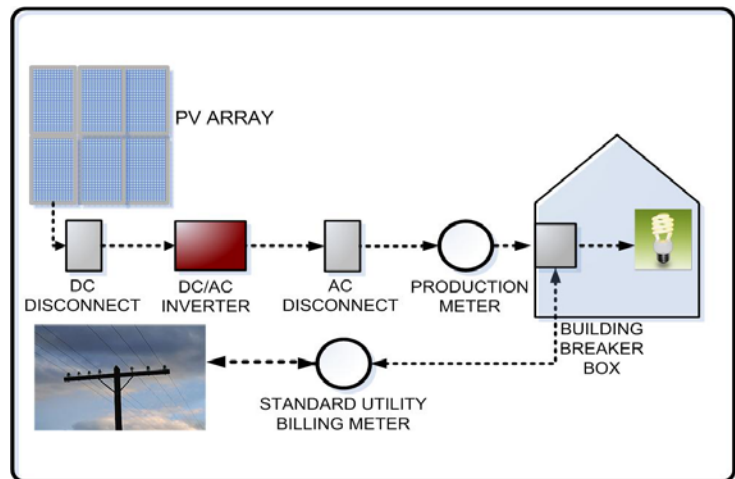 PV ARRAY
DC
DISCONNECT
DC/AC
INVERTER
AC
DISCONNECT
PRODUCTION
METER
BUILDING
BREAKER
BOX
STANDARD UTILITY
BILLING METER